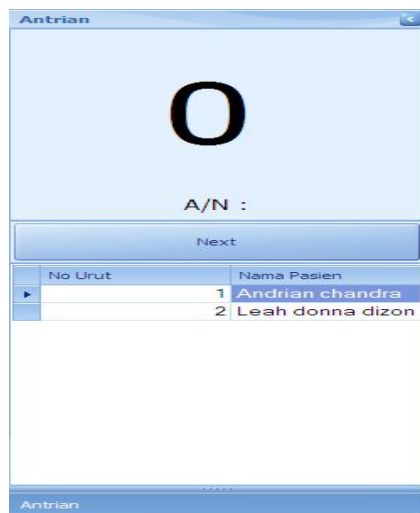 Antrian
0
A/N :
Next
No Urut Nama Pasien
1 Andrian chandra
2 Leah donna dizon
Antrian